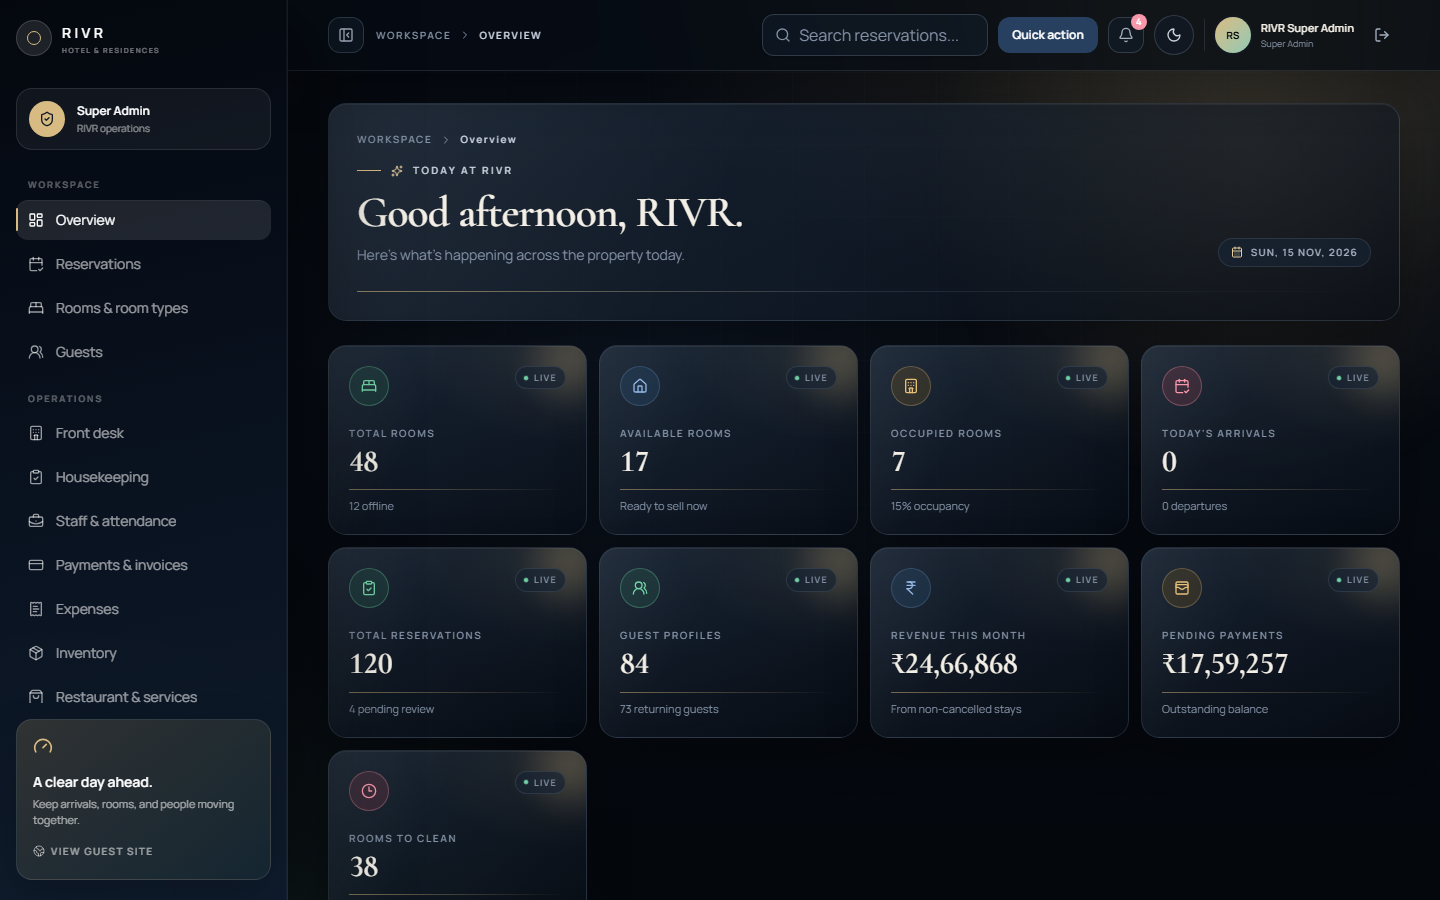 RIVR
HOTEL & RESIDENCES
Super Admin
RIVR operations
WORKSPACE
Overview
Reservations
Rooms & room types
Guests
OPERATIONS
Front desk
Housekeeping
Staff & attendance
Payments & invoices
Expenses
Inventory
Restaurant & services
A clear day ahead.
Keep arrivals, rooms, and people moving
together.
VIEW GUEST SITE
WORKSPACE > OVERVIEW
Search reservations...
Quick action
4
RS
RIVR Super Admin
Super Admin
WORKSPACE > Overview
TODAY AT RIVR
Good afternoon, RIVR.
Here's what's happening across the property today.
SUN, 15 NOV, 2026
LIVE
TOTAL ROOMS
48
12 offline
LIVE
AVAILABLE ROOMS
17
Ready to sell now
LIVE
OCCUPIED ROOMS
7
15% occupancy
LIVE
TODAY'S ARRIVALS
0
0 departures
LIVE
TOTAL RESERVATIONS
120
4 pending review
LIVE
GUEST PROFILES
84
73 returning guests
LIVE
REVENUE THIS MONTH
₹24,66,868
From non-cancelled stays
LIVE
PENDING PAYMENTS
₹17,59,257
Outstanding balance
LIVE
ROOMS TO CLEAN
38